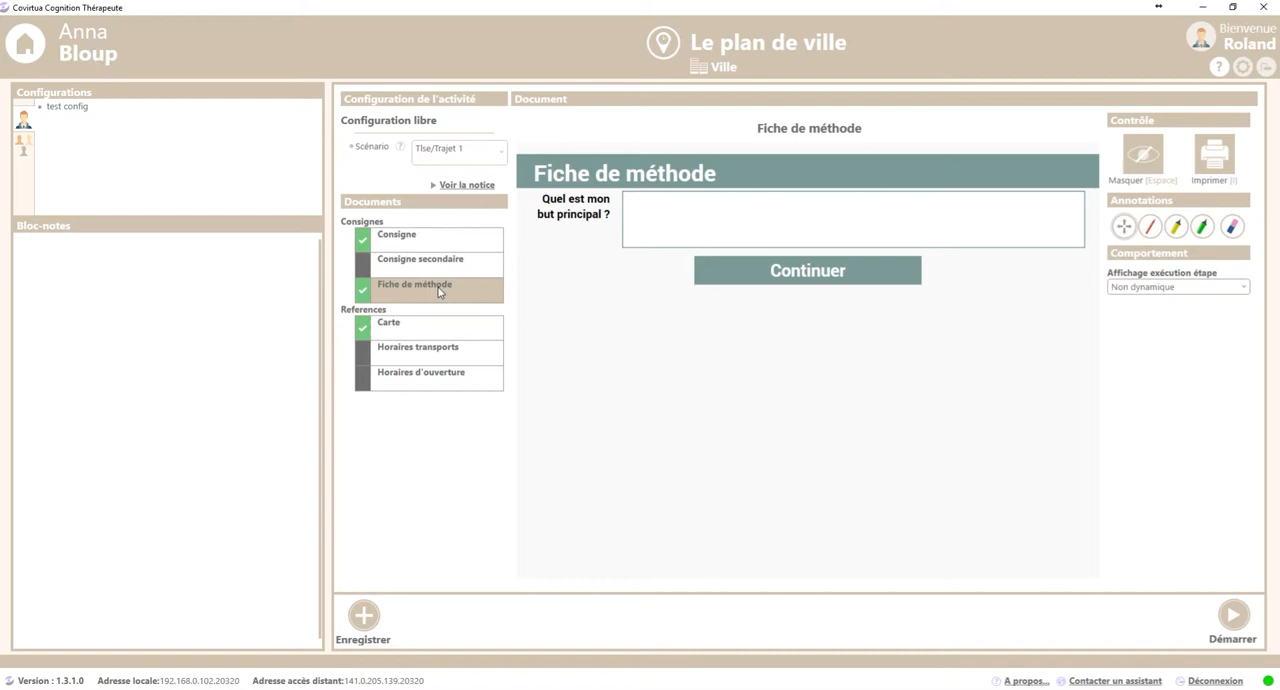 Covirtua Cognition Thérapeute
Anna
Bloup
Le plan de ville
Ville
Bienvenue
Roland
?
Configurations
test config
Bloc-notes
Configuration de l'activité
Configuration libre
Scénario ?
Tlse/Trajet 1
Voir la notice
Documents
Consignes
Consigne
Consigne secondaire
Fiche de méthode
References
Carte
Horaires transports
Horaires d'ouverture
Document
Fiche de méthode
Fiche de méthode
Quel est mon
but principal ?
Continuer
Contrôle
Masquer [Espace]
Imprimer [I]
Annotations
Comportement
Affichage exécution étape
Non dynamique
Enregistrer
Démarrer
Version : 1.3.1.0 Adresse locale:192.168.0.102.20320 Adresse accès distant:141.0.205.139.20320
? A propos... Contacter un assistant Déconnexion